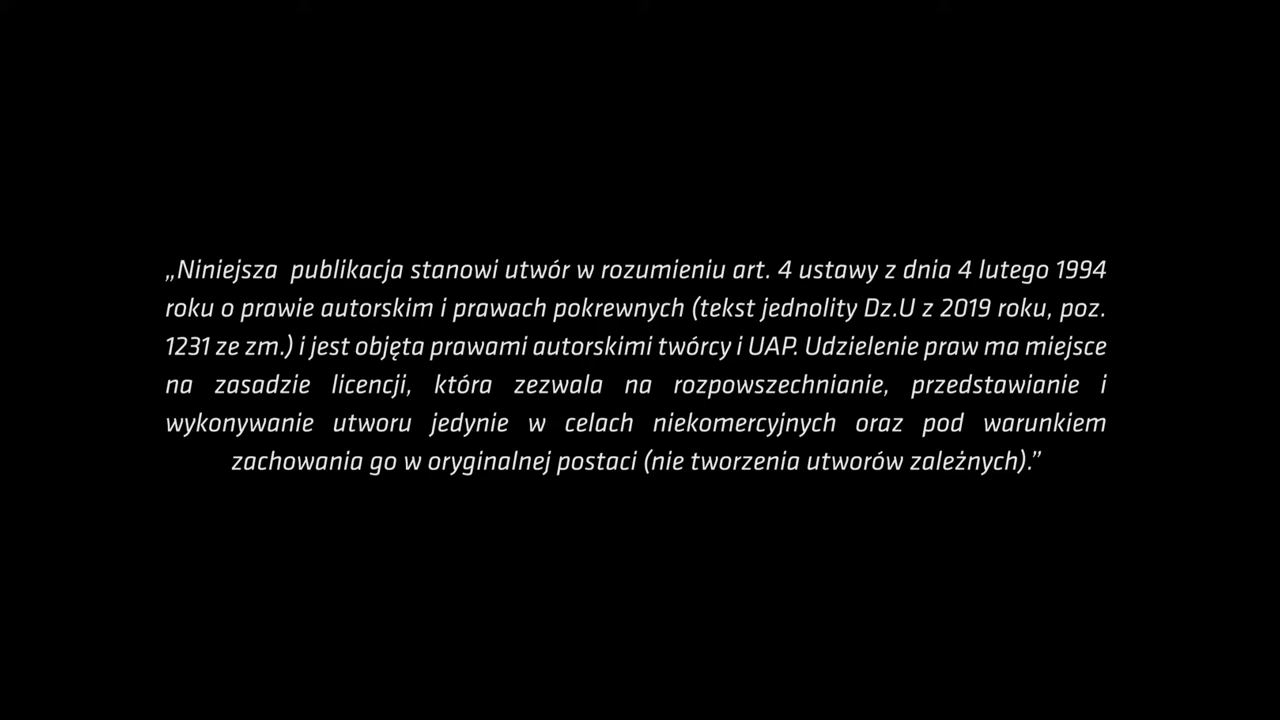 „Niniejsza  publikacja stanowi utwór w rozumieniu art. 4 ustawy z dnia 4 lutego 1994
roku o prawie autorskim i prawach pokrewnych (tekst jednolity Dz.U z 2019 roku, poz.
1231 ze zm.) i jest objęta prawami autorskimi twórcy i UAP. Udzielenie praw ma miejsce
na zasadzie licencji, która zezwala na rozpowszechnianie, przedstawianie i
wykonywanie utworu jedynie w celach niekomercyjnych oraz pod warunkiem
zachowania go w oryginalnej postaci (nie tworzenia utworów zależnych).”